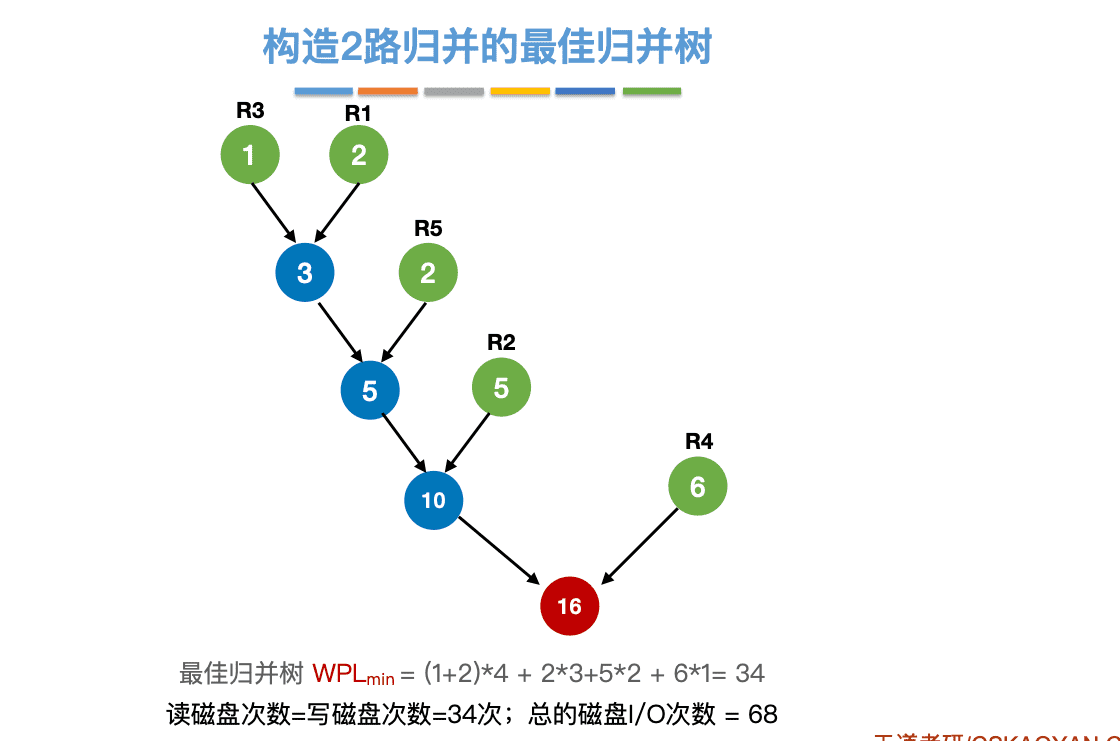 构造2路归并的最佳归并树
R3 R1
1 2
R5
3 2
R2
5 5
R4
10 6
16
最佳归并树 WPLmin = (1+2)*4 + 2*3+5*2 + 6*1= 34
读磁盘次数=写磁盘次数=34次；总的磁盘I/O次数 = 68